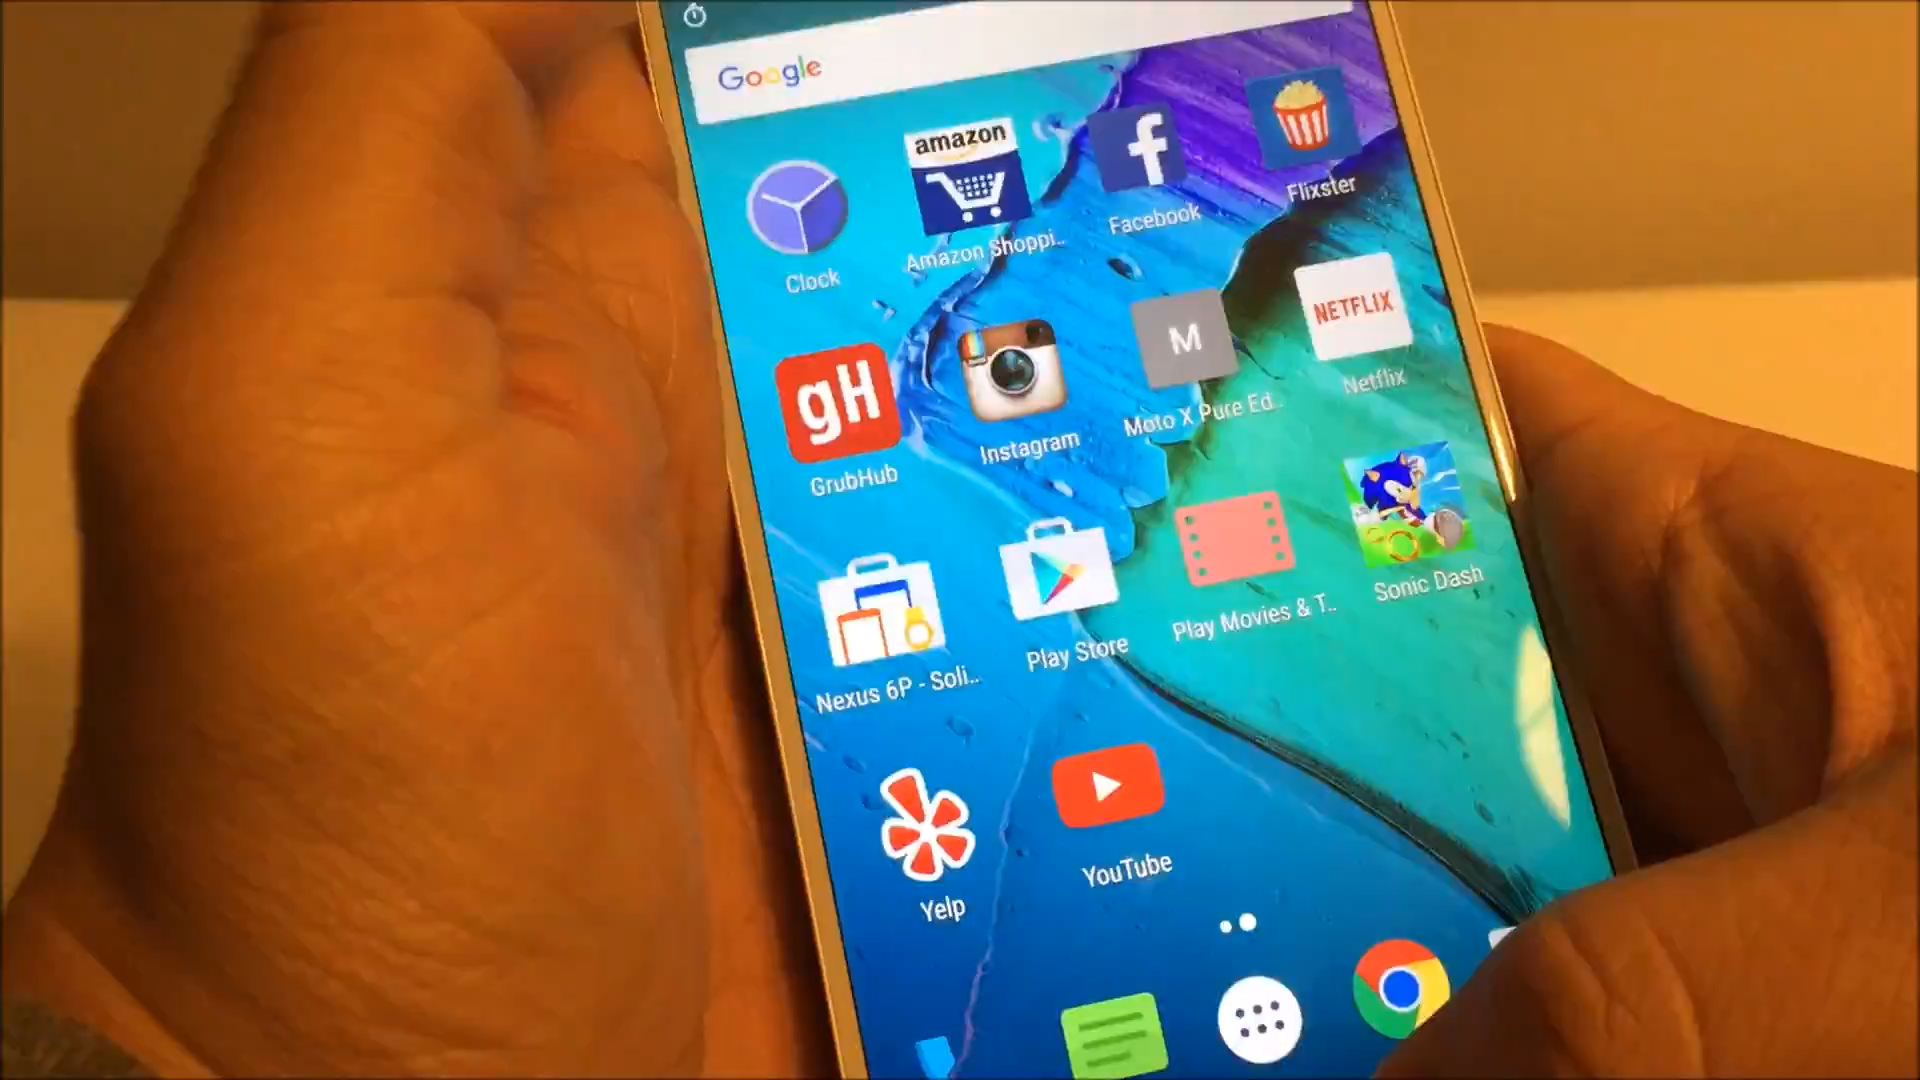 Google
amazon
f
Clock
Amazon Shoppi..
Facebook
Flixster
gH
M
NETFLIX
GrubHub
Instagram
Moto X Pure Ed..
Netflix
Nexus 6P - Soli..
Play Store
Play Movies & T..
Sonic Dash
Yelp
YouTube